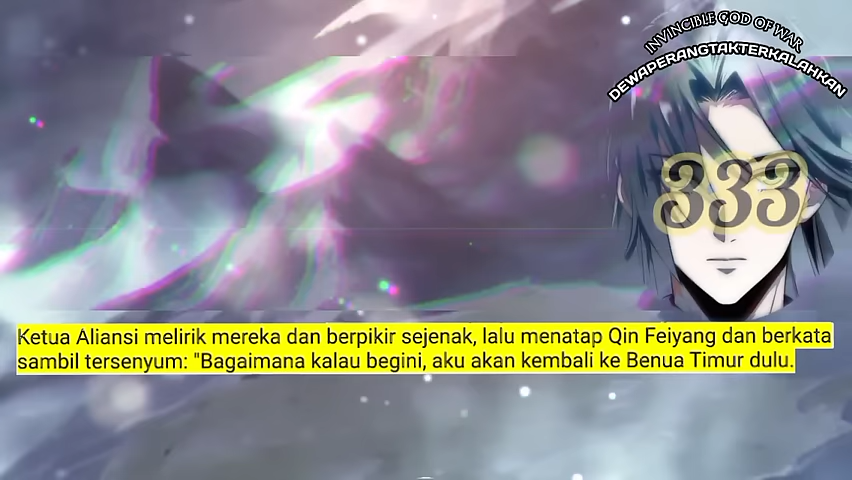 INVINCIBLE GOD OF WAR
DEWAPERANGTAKTERKALAHKAN
333
Ketua Aliansi melirik mereka dan berpikir sejenak, lalu menatap Qin Feiyang dan berkata
sambil tersenyum: "Bagaimana kalau begini, aku akan kembali ke Benua Timur dulu.